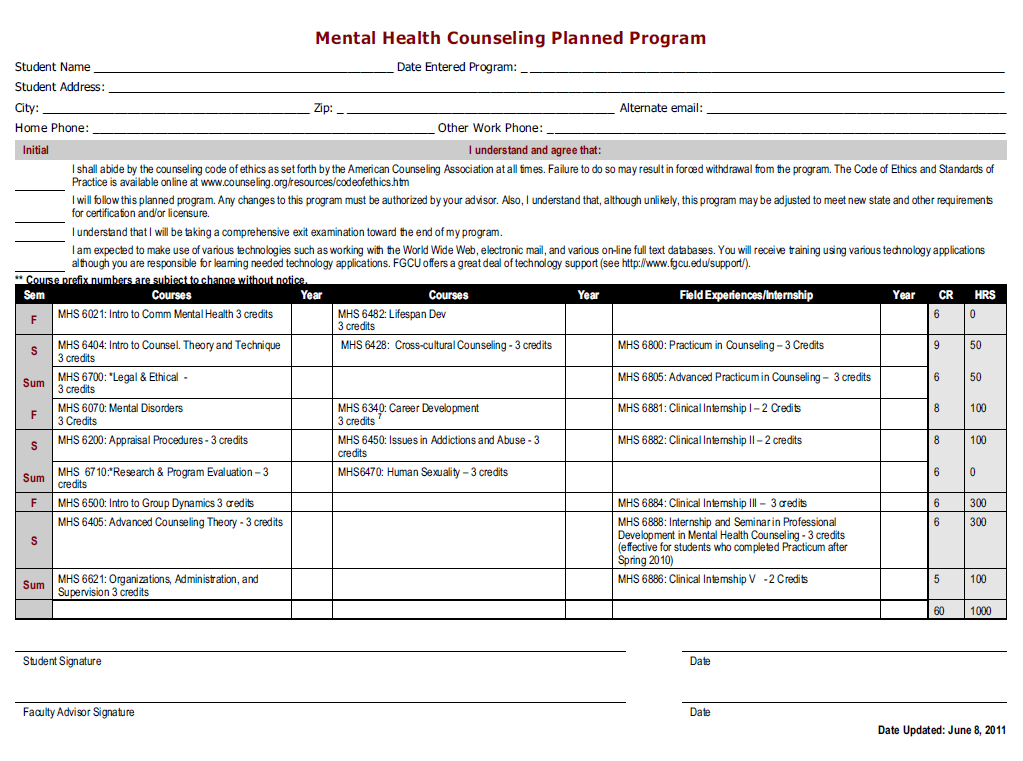 Mental Health Counseling Planned Program
Student Name Date Entered Program:
Student Address:
City: Zip: Alternate email:
Home Phone: Other Work Phone:
Initial I understand and agree that:
I shall abide by the counseling code of ethics as set forth by the American Counseling Association at all times. Failure to do so may result in forced withdrawal from the program. The Code of Ethics and Standards of
Practice is available online at www.counseling.org/resources/codeofethics.htm
I will follow this planned program. Any changes to this program must be authorized by your advisor. Also, I understand that, although unlikely, this program may be adjusted to meet new state and other requirements
for certification and/or licensure.
I understand that I will be taking a comprehensive exit examination toward the end of my program.
I am expected to make use of various technologies such as working with the World Wide Web, electronic mail, and various on-line full text databases. You will receive training using various technology applications
although you are responsible for learning needed technology applications. FGCU offers a great deal of technology support (see http://www.fgcu.edu/support/).
** Course prefix numbers are subject to change without notice.
Sem Courses Year Courses Year Field Experiences/Internship Year CR HRS
F MHS 6021: Intro to Comm Mental Health 3 credits MHS 6482: Lifespan Dev 6 0
3 credits
S MHS 6404: Intro to Counsel. Theory and Technique MHS 6428: Cross-cultural Counseling - 3 credits MHS 6800: Practicum in Counseling – 3 Credits 9 50
3 credits
Sum MHS 6700: *Legal & Ethical - MHS 6805: Advanced Practicum in Counseling – 3 credits 6 50
3 credits
F MHS 6070: Mental Disorders MHS 6340: Career Development MHS 6881: Clinical Internship I – 2 Credits 8 100
3 Credits 3 credits 7
S MHS 6200: Appraisal Procedures - 3 credits MHS 6450: Issues in Addictions and Abuse - 3 MHS 6882: Clinical Internship II – 2 credits 8 100
credits
Sum MHS 6710:*Research & Program Evaluation – 3 MHS6470: Human Sexuality – 3 credits 6 0
credits
F MHS 6500: Intro to Group Dynamics 3 credits MHS 6884: Clinical Internship III – 3 credits 6 300
S MHS 6405: Advanced Counseling Theory - 3 credits MHS 6888: Internship and Seminar in Professional 6 300
Development in Mental Health Counseling - 3 credits
(effective for students who completed Practicum after
Spring 2010)
Sum MHS 6621: Organizations, Administration, and MHS 6886: Clinical Internship V - 2 Credits 5 100
Supervision 3 credits
60 1000
Student Signature Date
Faculty Advisor Signature Date
Date Updated: June 8, 2011